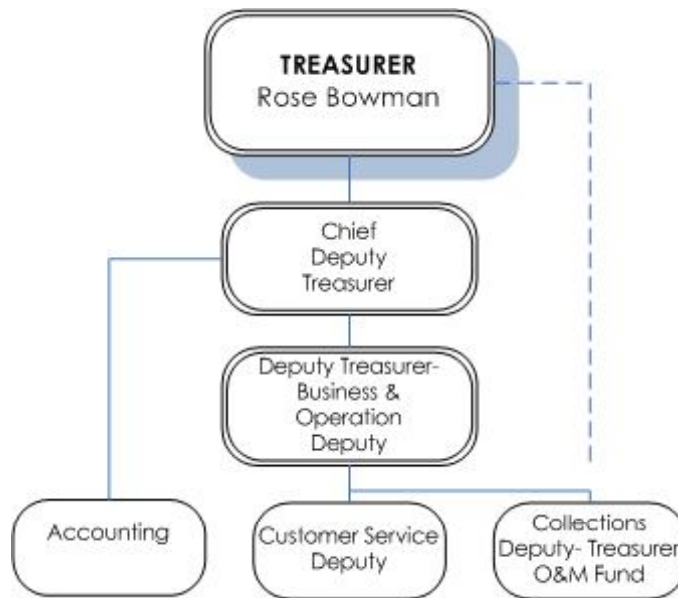 TREASURER
Rose Bowman
Chief
Deputy
Treasurer
Deputy Treasurer-
Business &
Operation
Deputy
Accounting
Customer Service
Deputy
Collections
Deputy- Treasurer
O&M Fund